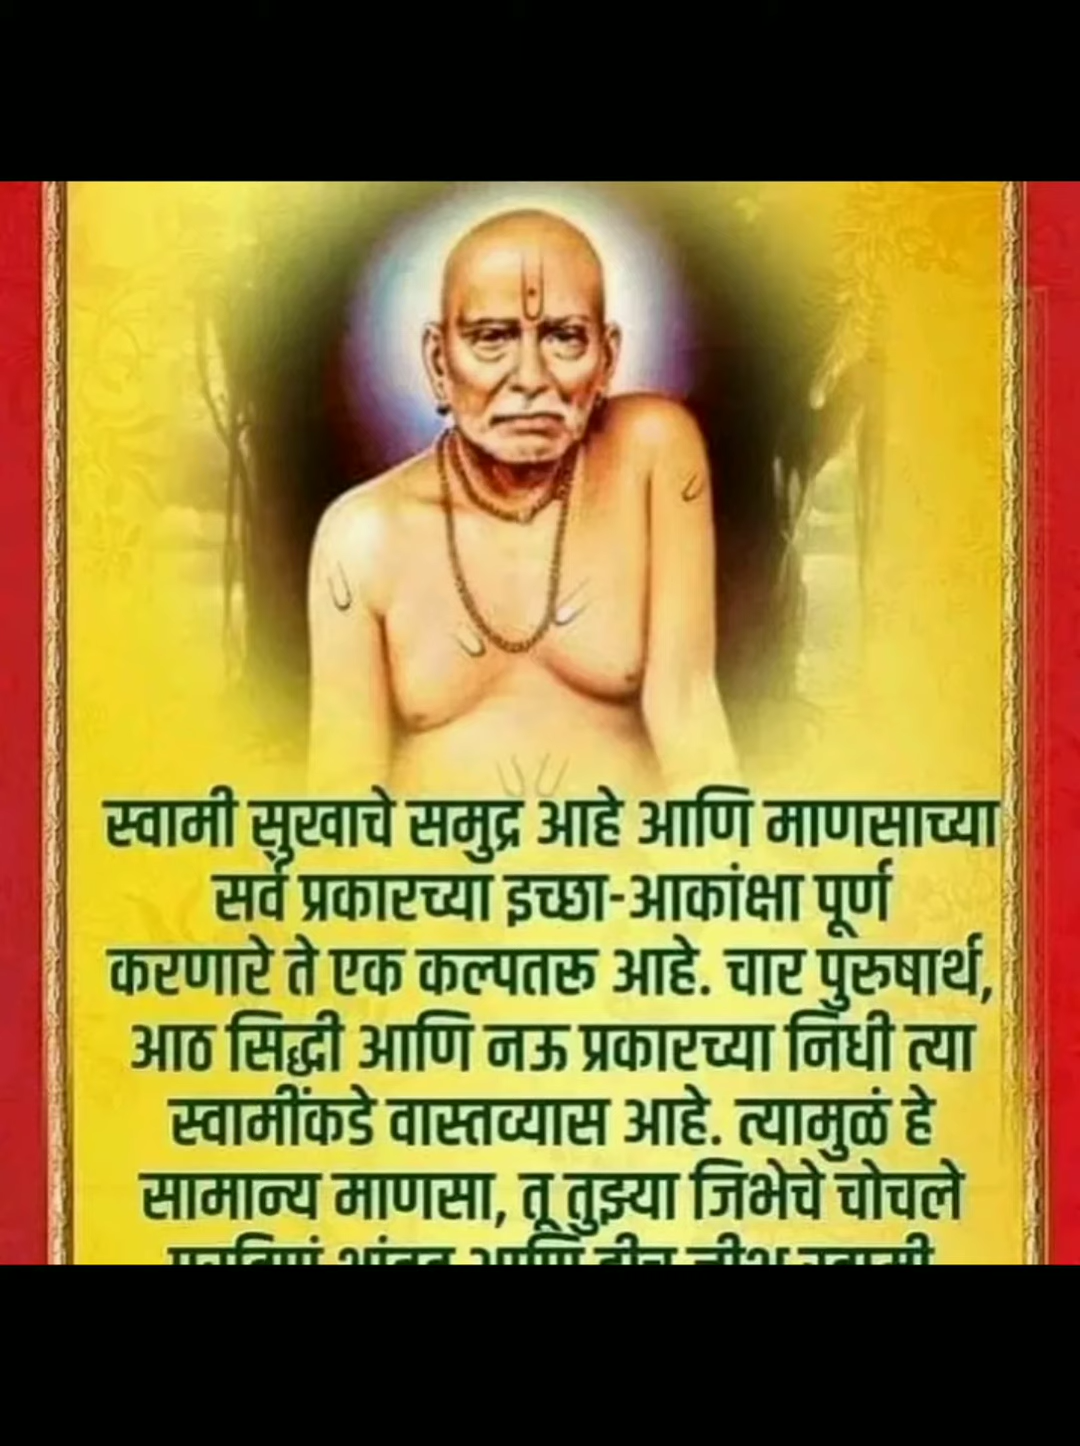 स्वामी सुखाचे समुद्र आहे आणि माणसाच्या
सर्व प्रकारच्या इच्छा-आकांक्षा पूर्ण
करणारे ते एक कल्पतरू आहे. चार पुरुषार्थ,
आठ सिद्धी आणि नऊ प्रकारच्या निधी त्या
स्वामींकडे वास्तव्यास आहे. त्यामुळं हे
सामान्य माणसा, तू तुझ्या जिभेचे चोचले
आणि स्वामी